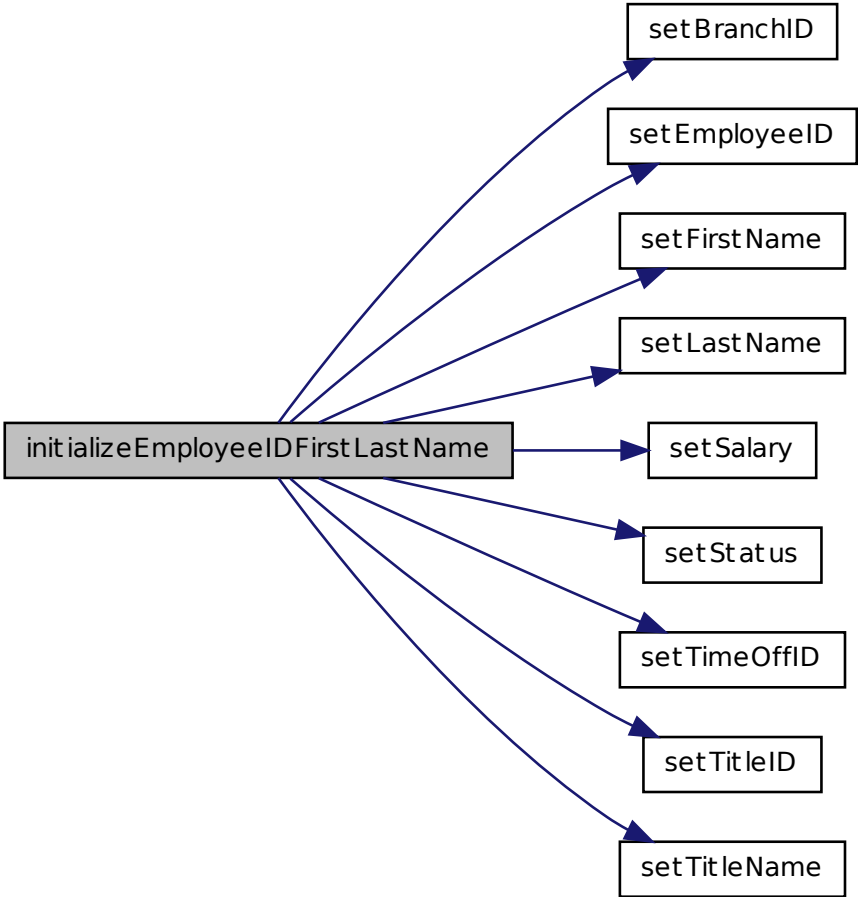 setBranchID
setEmployeeID
setFirstName
setLastName
initializeEmployeeIDFirstLastName
setSalary
setStatus
setTimeOffID
setTitleID
setTitleName